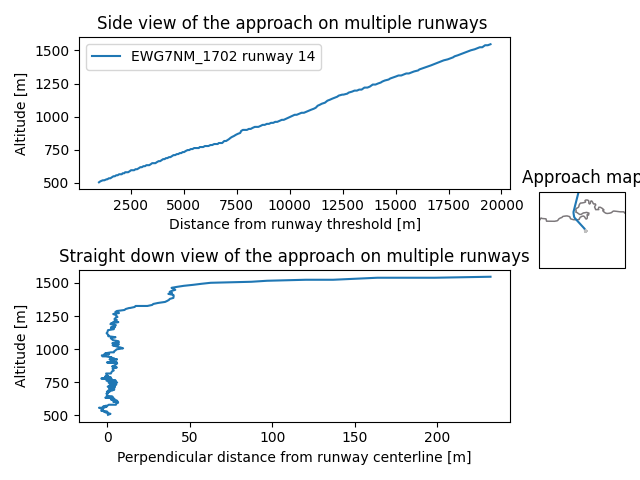 Side view of the approach on multiple runways
1500
1250
1000
750
500
Altitude [m]
EWG7NM_1702 runway 14
2500 5000 7500 10000 12500 15000 17500 20000
Distance from runway threshold [m]
Approach map
Straight down view of the approach on multiple runways
1500
1250
1000
750
500
Altitude [m]
0 50 100 150 200
Perpendicular distance from runway centerline [m]